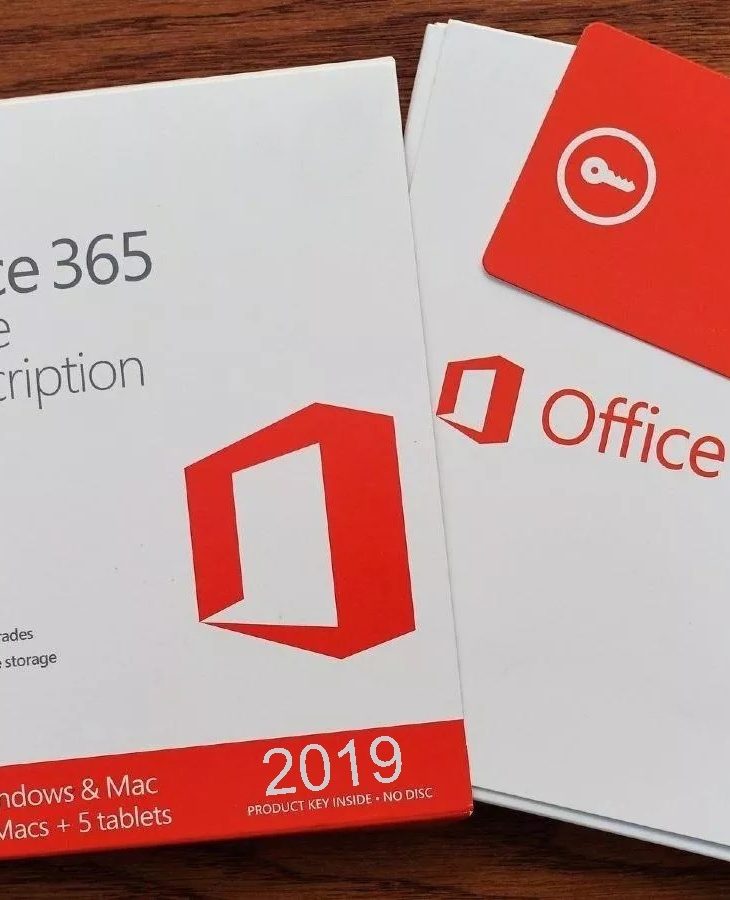 ce 365
e
cription
rades
storage
ndows & Mac
Macs + 5 tablets
2019
PRODUCT KEY INSIDE • NO DISC
Office